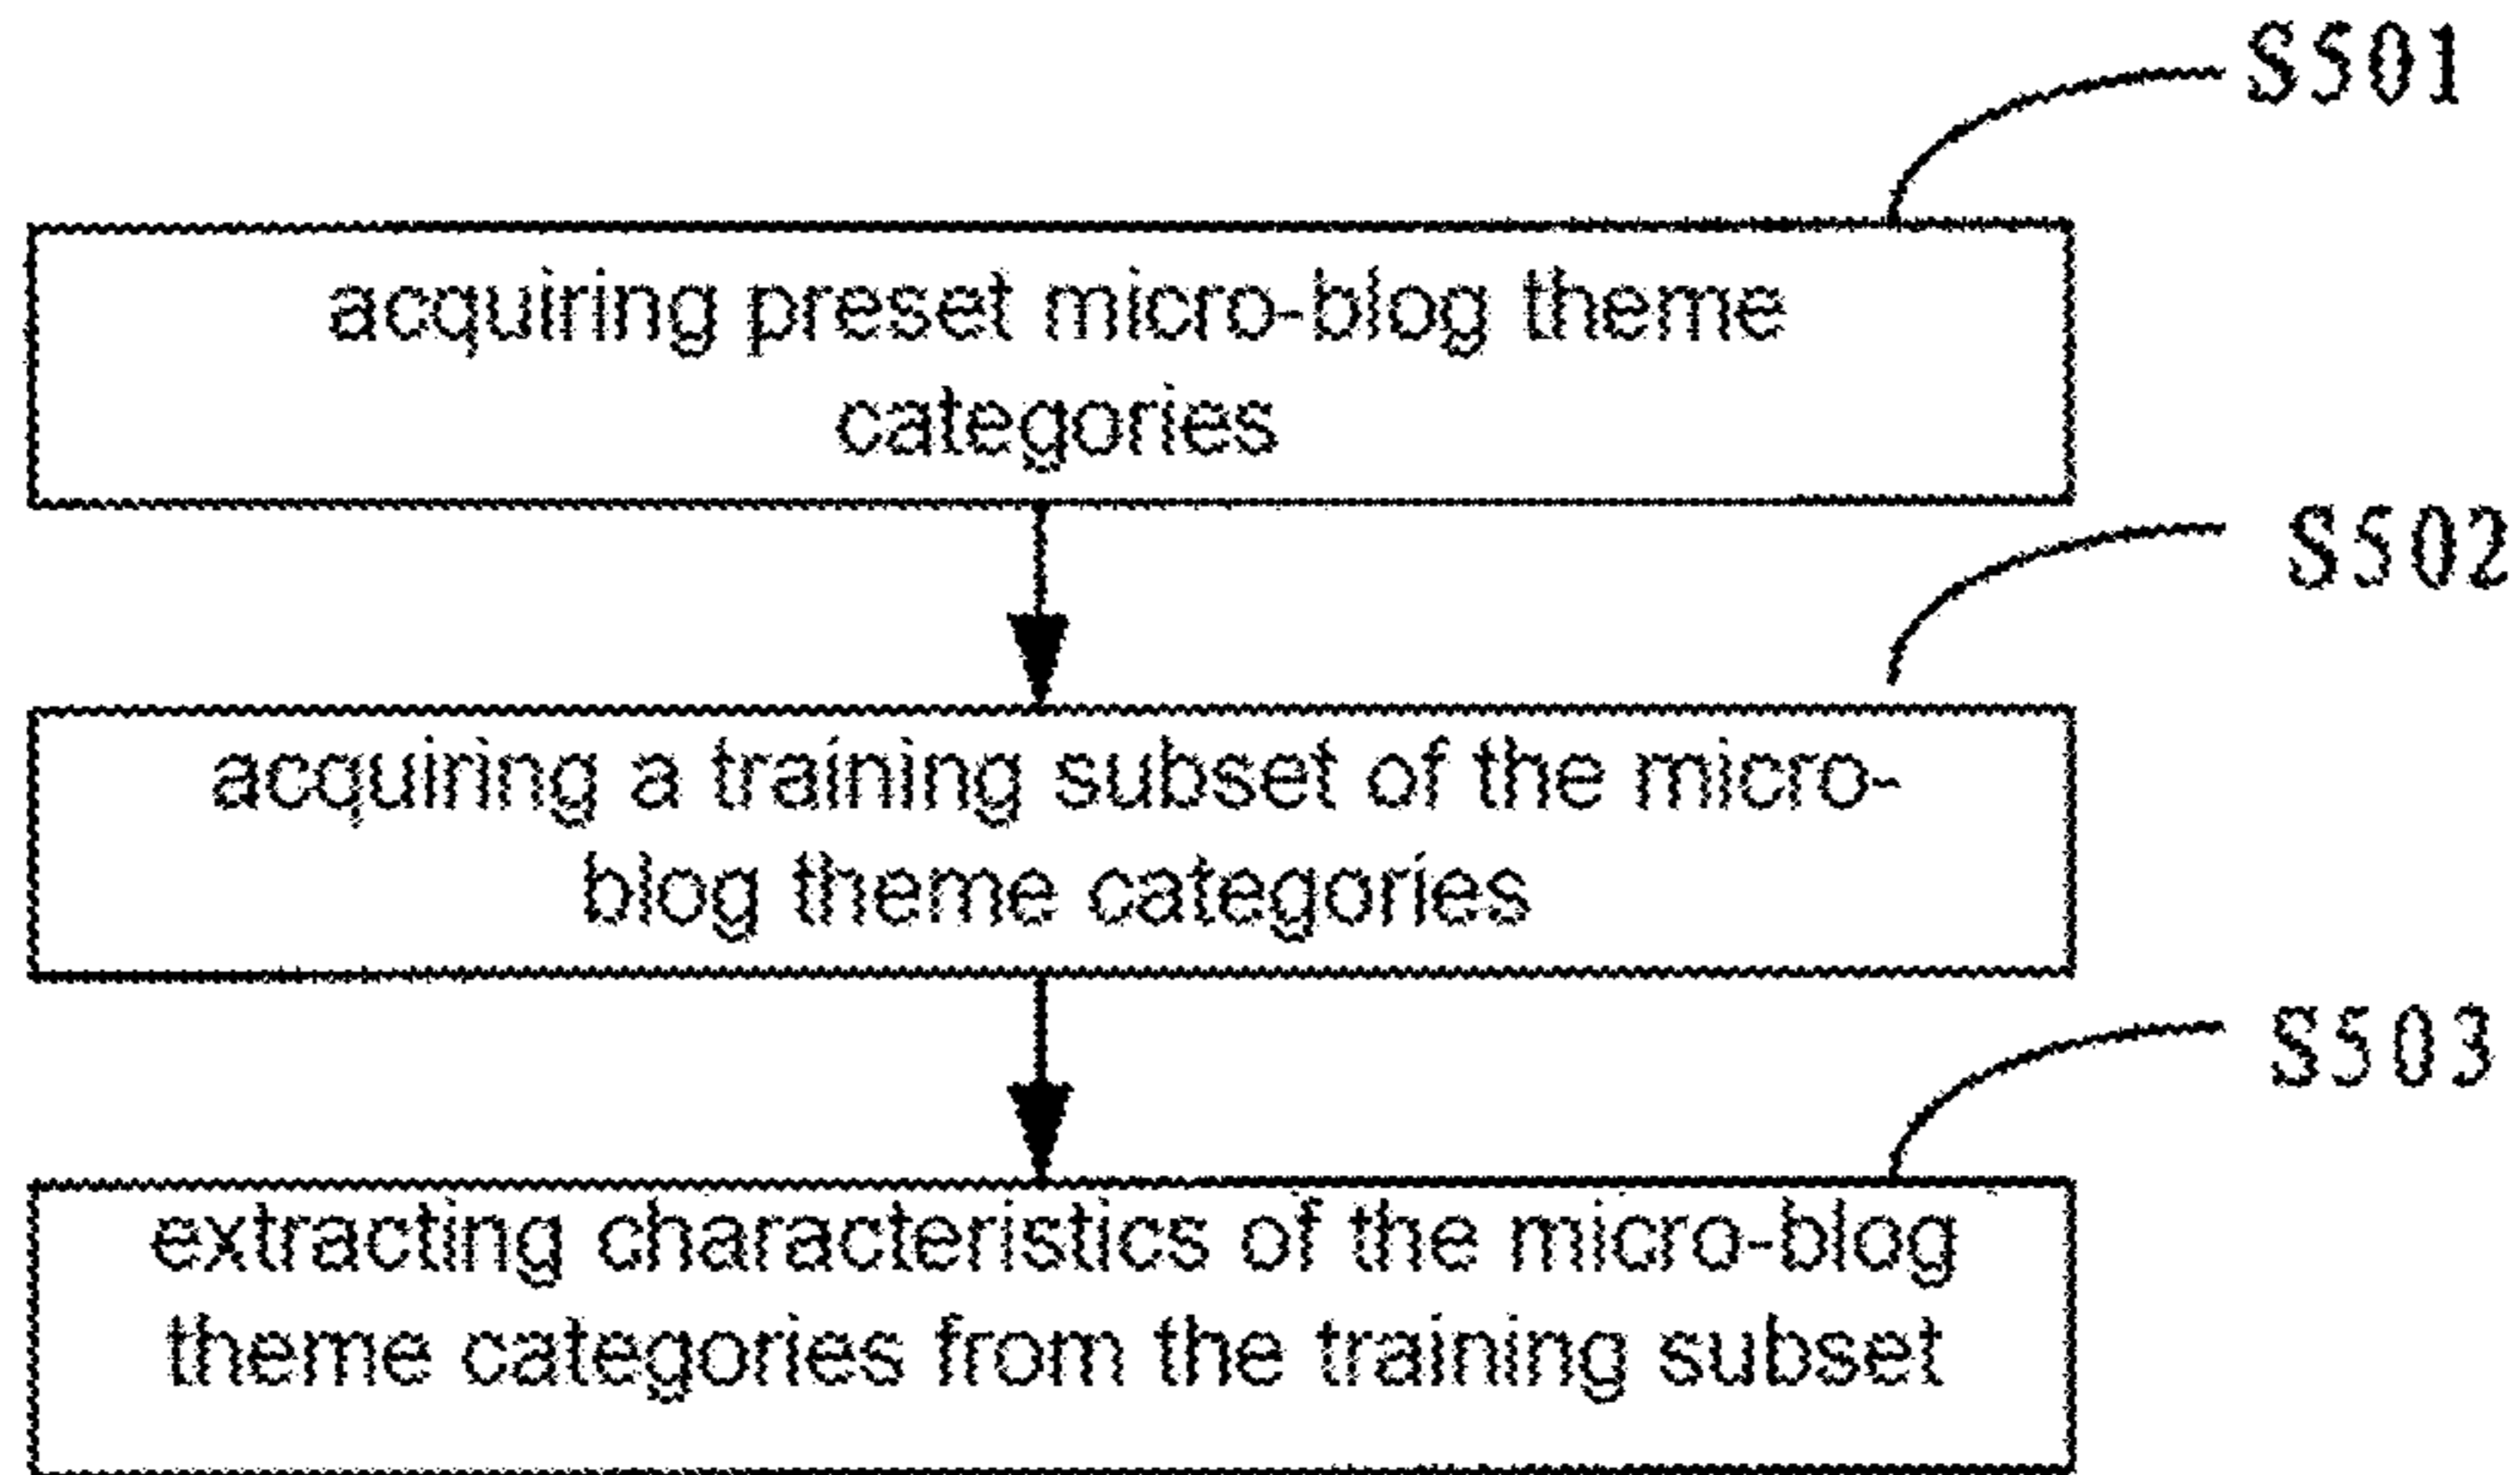 S501
acquiring preset micro-blog theme
categories
S502
acquiring a training subset of the micro-
blog theme categories
S503
extracting characteristics of the micro-blog
theme categories from the training subset